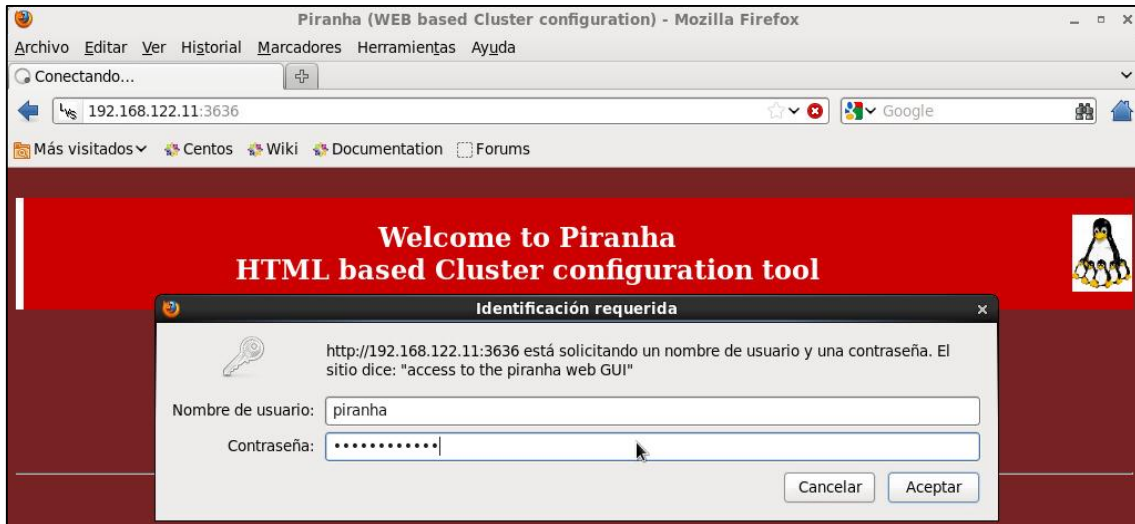 Piranha (WEB based Cluster configuration) - Mozilla Firefox
Archivo Editar Ver Historial Marcadores Herramientas Ayuda
Conectando...
LVS 192.168.122.11:3636 Google
Más visitados Centos Wiki Documentation Forums
Welcome to Piranha
HTML based Cluster configuration tool
Identificación requerida
http://192.168.122.11:3636 está solicitando un nombre de usuario y una contraseña. El
sitio dice: "access to the piranha web GUI"
Nombre de usuario: piranha
Contraseña: ••••••••••••
Cancelar Aceptar